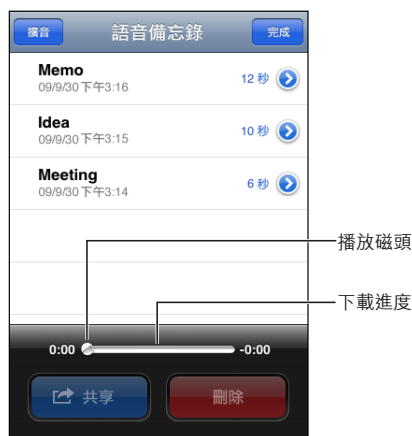 擴音 語音備忘錄 完成
Memo
09/9/30 下午3:16 12 秒
Idea
09/9/30 下午3:15 10 秒
Meeting
09/9/30 下午3:14 6 秒
播放磁頭
下載進度
0:00 -0:00
共享 刪除